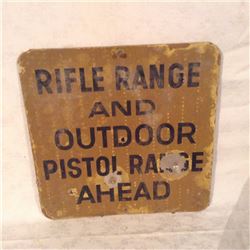 RIFLE RANGE
AND
OUTDOOR
PISTOL RANGE
AHEAD